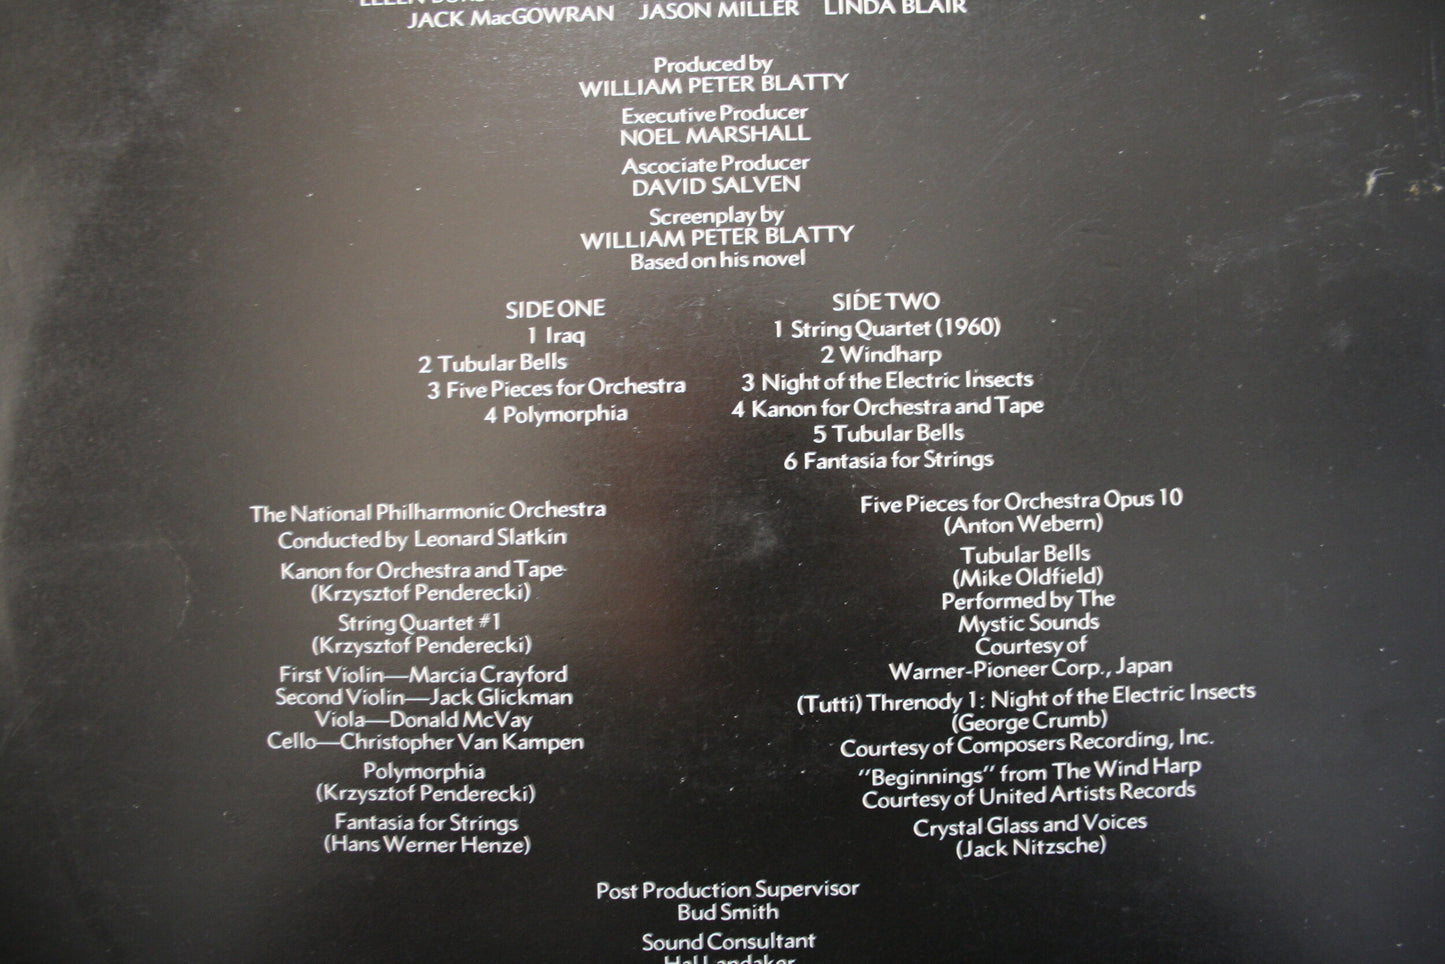 JACK MacGOWRAN JASON MILLER LINDA BLAIR
Produced by
WILLIAM PETER BLATTY
Executive Producer
NOEL MARSHALL
Ascociate Producer
DAVID SALVEN
Screenplay by
WILLIAM PETER BLATTY
Based on his novel
SIDE ONE
1 Iraq
2 Tubular Bells
3 Five Pieces for Orchestra
4 Polymorphia
SIDE TWO
1 String Quartet (1960)
2 Windharp
3 Night of the Electric Insects
4 Kanon for Orchestra and Tape
5 Tubular Bells
6 Fantasia for Strings
The National Philharmonic Orchestra
Conducted by Leonard Slatkin
Kanon for Orchestra and Tape
(Krzysztof Penderecki)
String Quartet #1
(Krzysztof Penderecki)
First Violin—Marcia Crayford
Second Violin—Jack Glickman
Viola—Donald McVay
Cello—Christopher Van Kampen
Polymorphia
(Krzysztof Penderecki)
Fantasia for Strings
(Hans Werner Henze)
Five Pieces for Orchestra Opus 10
(Anton Webern)
Tubular Bells
(Mike Oldfield)
Performed by The
Mystic Sounds
Courtesy of
Warner-Pioneer Corp., Japan
(Tutti) Threnody 1: Night of the Electric Insects
(George Crumb)
Courtesy of Composers Recording, Inc.
"Beginnings" from The Wind Harp
Courtesy of United Artists Records
Crystal Glass and Voices
(Jack Nitzsche)
Post Production Supervisor
Bud Smith
Sound Consultant
Hal Landaker